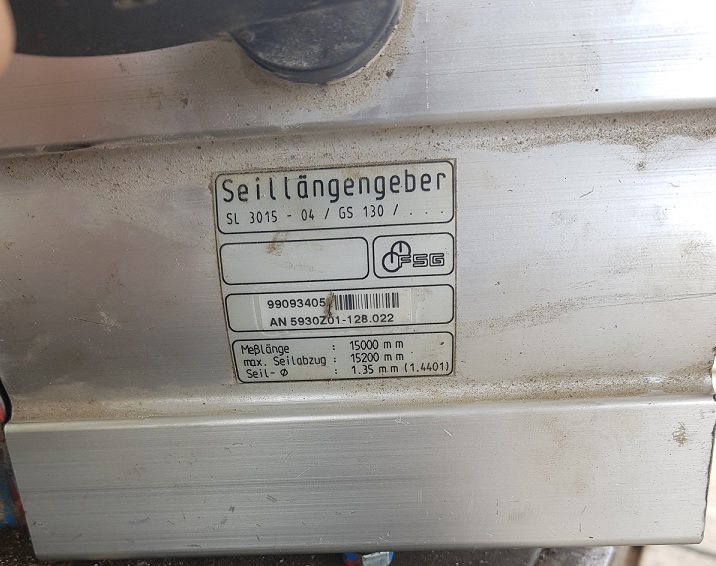 Seillängengeber
SL 3015 - 04 / GS 130 / . . .
FSG
99093405
AN 5930Z01-128.022
Meßlänge : 15000 mm
max. Seilabzug : 15200 mm
Seil- Ø : 1.35 mm (1.4401)